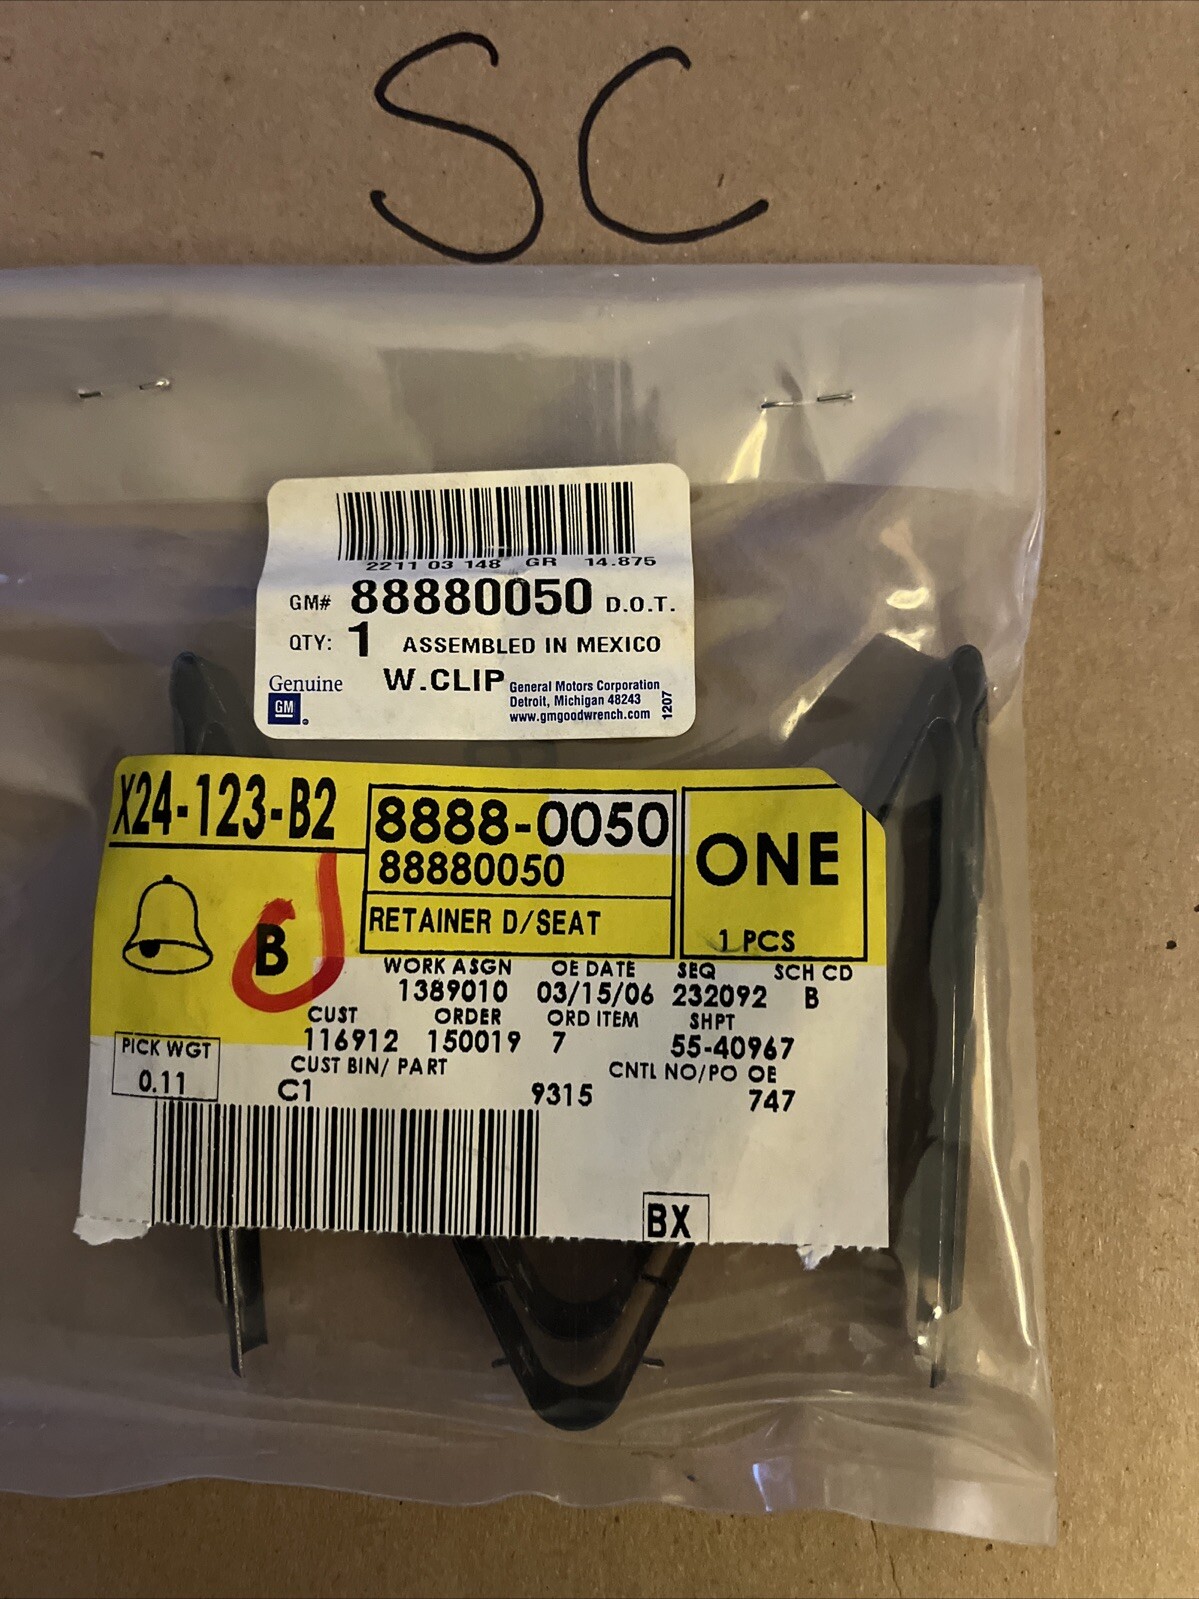 SC
2211 03 148 GR 14.875
GM# 88880050 D.O.T.
QTY: 1 ASSEMBLED IN MEXICO
Genuine W.CLIP
GM
General Motors Corporation
Detroit, Michigan 48243
www.gmgoodwrench.com
1207
X24-123-B2
8888-0050
88880050
RETAINER D/SEAT
ONE
1 PCS
B
WORK ASGN OE DATE SEQ SCH CD
1389010 03/15/06 232092 B
CUST ORDER ORD ITEM SHPT
116912 150019 7 55-40967
PICK WGT
0.11
CUST BIN/ PART CNTL NO/PO OE
C1 9315 747
BX